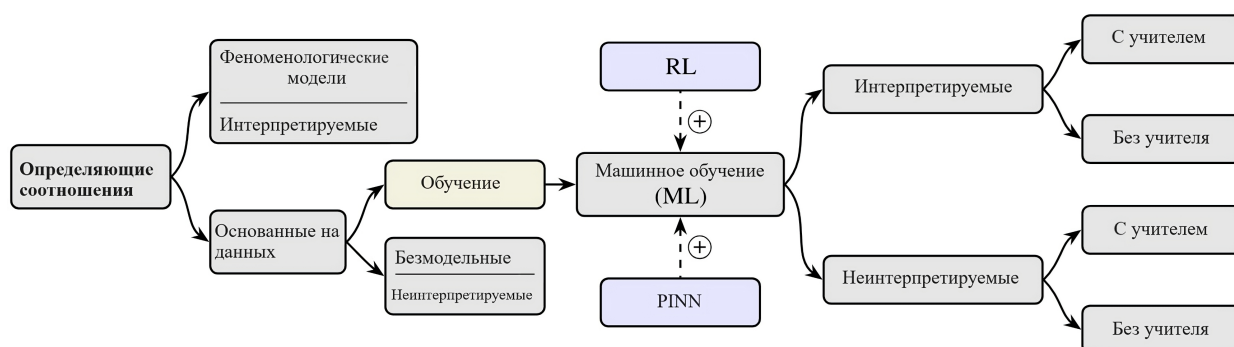 Определяющие
соотношения
Феноменологические
модели
Интерпретируемые
Основанные на
данных
Обучение
Безмодельные
Неинтерпретируемые
RL
+
Машинное обучение
(ML)
+
PINN
Интерпретируемые
С учителем
Без учителя
Неинтерпретируемые
С учителем
Без учителя